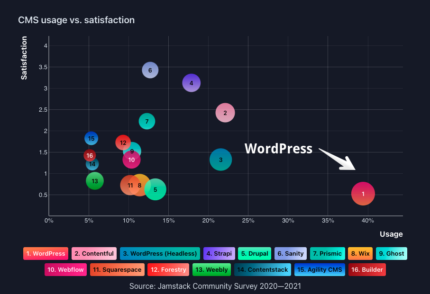 CMS usage vs. satisfaction
Satisfaction
4
3.5
3
2.5
2
1.5
1
0.5
6
4
2
7
15
12
9
16
10
3
14
13
11
8
5
1
WordPress
0%
5%
10%
15%
20%
25%
30%
35%
40%
Usage
1. WordPress
2. Contentful
3. WordPress (Headless)
4. Strapi
5. Drupal
6. Sanity
7. Prismic
8. Wix
9. Ghost
10. Webflow
11. Squarespace
12. Forestry
13. Weebly
14. Contentstack
15. Agility CMS
16. Builder
Source: Jamstack Community Survey 2020—2021